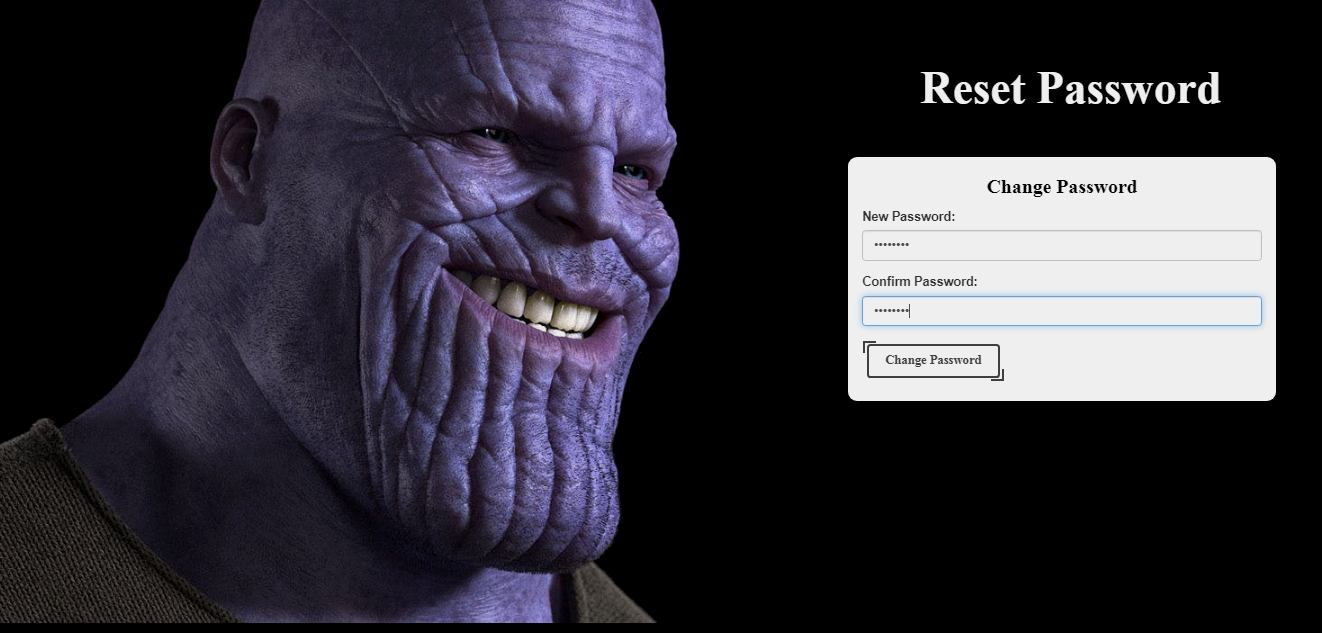 Reset Password
Change Password
New Password:
••••••••
Confirm Password:
••••••••
Change Password